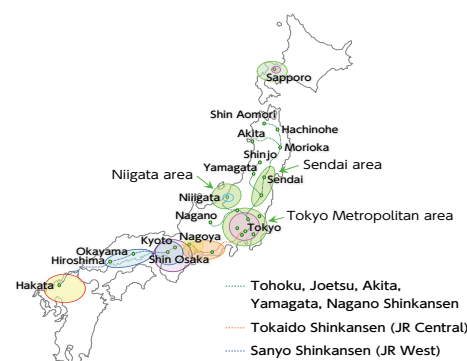 Sapporo
Shin Aomori
Akita
Hachinohe
Morioka
Shinjo
Yamagata
Sendai area
Niigata area
Sendai
Niiigata
Tokyo Metropolitan area
Nagano
Tokyo
Kyoto
Nagoya
Okayama
Hiroshima
Shin Osaka
Hakata
Tohoku, Joetsu, Akita,
Yamagata, Nagano Shinkansen
Tokaido Shinkansen (JR Central)
Sanyo Shinkansen (JR West)